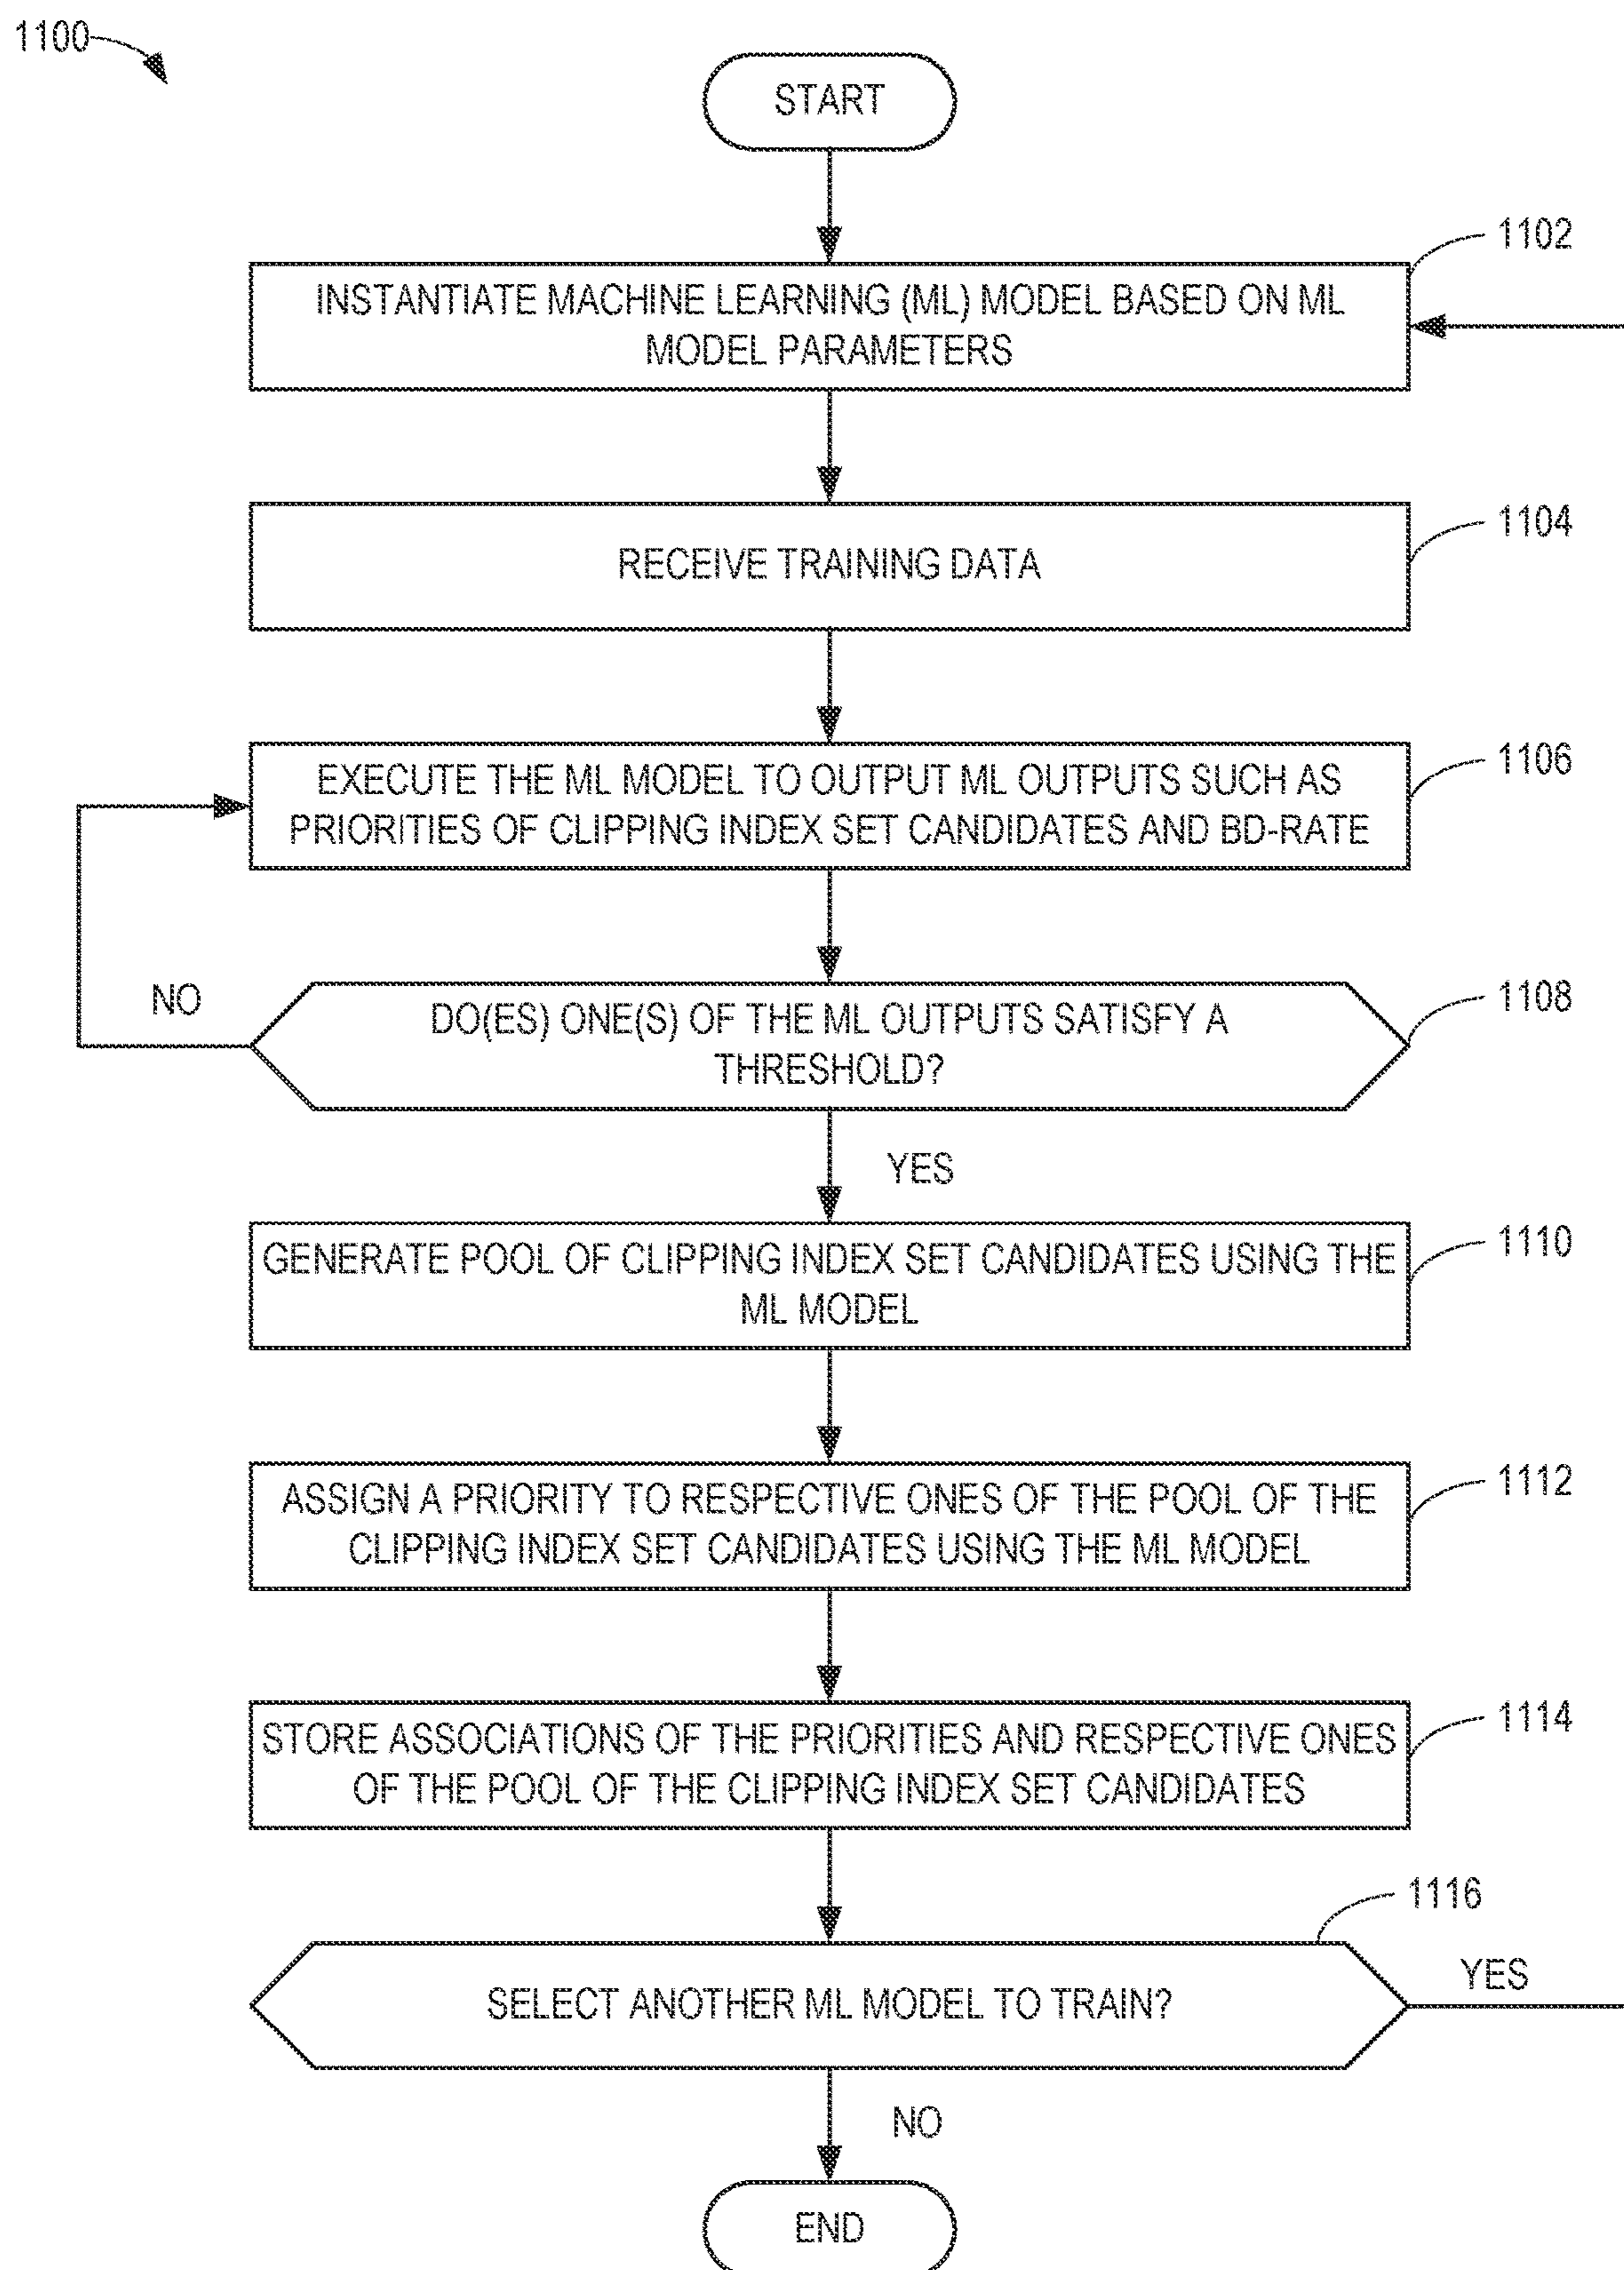 1100
START
1102
INSTANTIATE MACHINE LEARNING (ML) MODEL BASED ON ML
MODEL PARAMETERS
1104
RECEIVE TRAINING DATA
1106
EXECUTE THE ML MODEL TO OUTPUT ML OUTPUTS SUCH AS
PRIORITIES OF CLIPPING INDEX SET CANDIDATES AND BD-RATE
NO
1108
DO(ES) ONE(S) OF THE ML OUTPUTS SATISFY A
THRESHOLD?
YES
1110
GENERATE POOL OF CLIPPING INDEX SET CANDIDATES USING THE
ML MODEL
1112
ASSIGN A PRIORITY TO RESPECTIVE ONES OF THE POOL OF THE
CLIPPING INDEX SET CANDIDATES USING THE ML MODEL
1114
STORE ASSOCIATIONS OF THE PRIORITIES AND RESPECTIVE ONES
OF THE POOL OF THE CLIPPING INDEX SET CANDIDATES
1116
SELECT ANOTHER ML MODEL TO TRAIN?
YES
NO
END